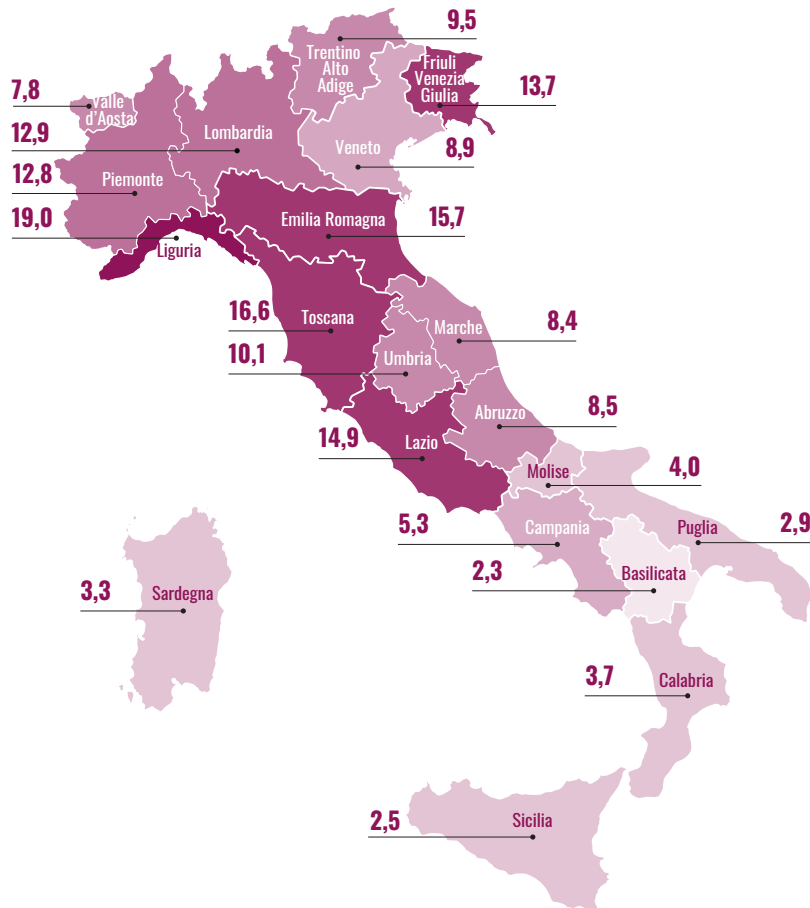 9,5
Trentino
Alto
Adige
Friuli
Venezia
Giulia
13,7
7,8
Valle
d'Aosta
12,9
Lombardia
Veneto
8,9
12,8
Piemonte
19,0
Liguria
Emilia Romagna
15,7
16,6
Toscana
Marche
8,4
10,1
Umbria
Abruzzo
8,5
14,9
Lazio
Molise
4,0
5,3
Campania
Puglia
2,9
2,3
Basilicata
3,3
Sardegna
3,7
Calabria
2,5
Sicilia